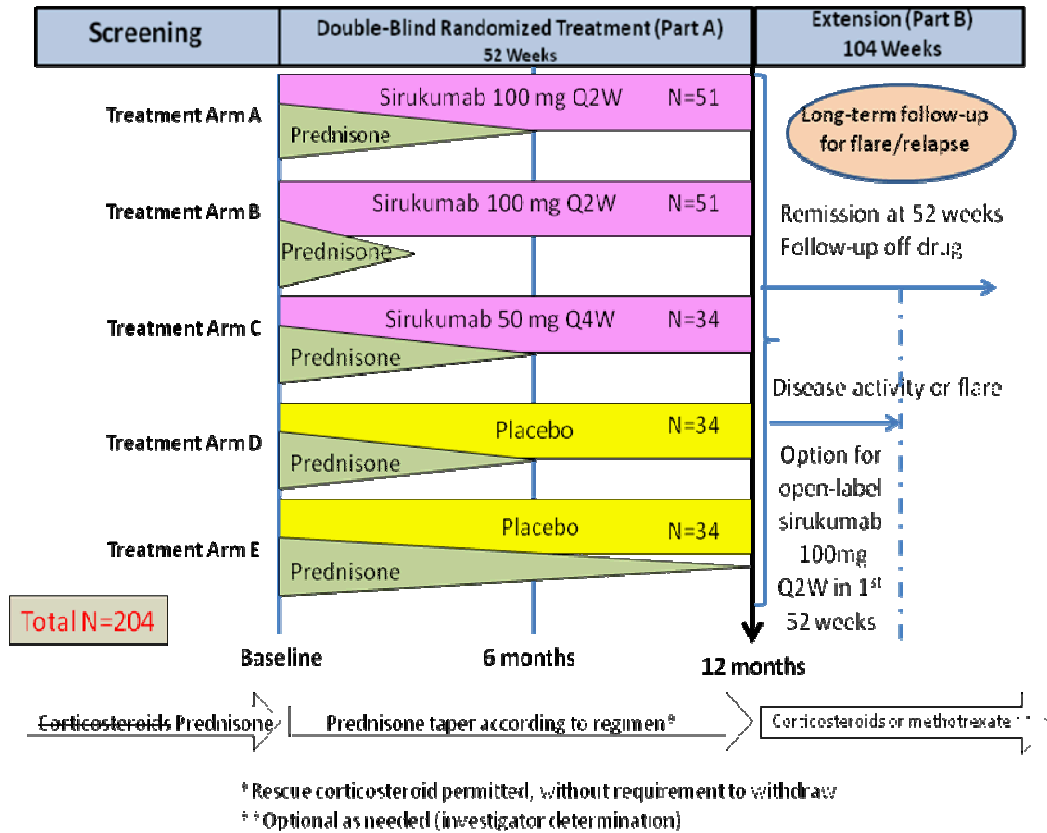 Screening
Double-Blind Randomized Treatment (Part A)
52 Weeks
Extension (Part B)
104 Weeks
Treatment Arm A
Sirukumab 100 mg Q2W N=51
Prednisone
Treatment Arm B
Sirukumab 100 mg Q2W N=51
Prednisone
Treatment Arm C
Sirukumab 50 mg Q4W N=34
Prednisone
Treatment Arm D
Placebo N=34
Prednisone
Treatment Arm E
Placebo N=34
Prednisone
Long-term follow-up
for flare/relapse
Remission at 52 weeks
Follow-up off drug
Disease activity or flare
Option for
open-label
sirukumab
100mg
Q2W in 1st
52 weeks
Total N=204
Baseline
6 months
12 months
Corticosteroids Prednisone
Prednisone taper according to regimen*
Corticosteroids or methotrexate**
*Rescue corticosteroid permitted, without requirement to withdraw
**Optional as needed (investigator determination)